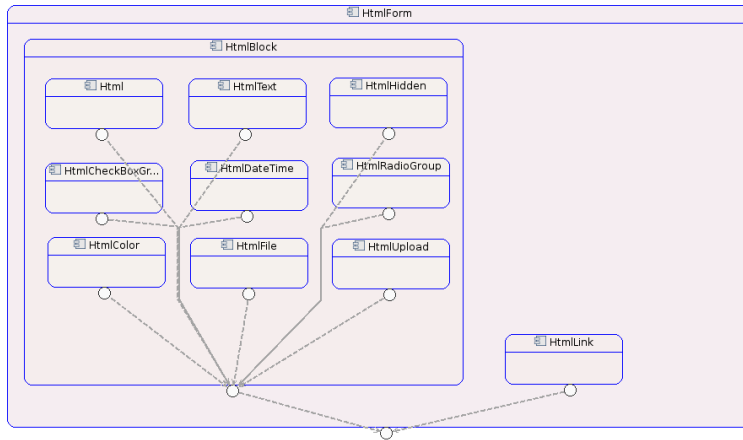 HtmlForm
HtmlBlock
Html
HtmlText
HtmlHidden
HtmlCheckBoxGr...
HtmlDateTime
HtmlRadioGroup
HtmlColor
HtmlFile
HtmlUpload
HtmlLink